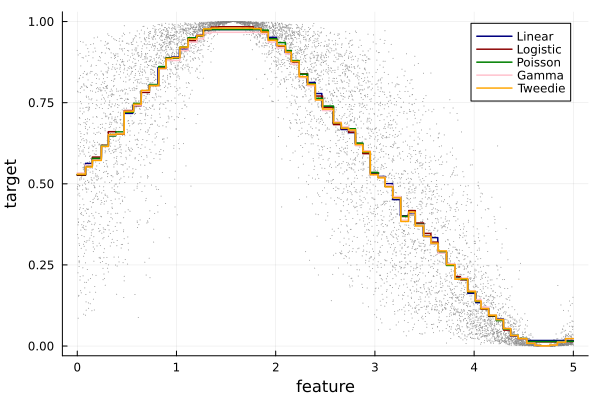 1.00
0.75
0.50
0.25
0.00
target
0
1
2
3
4
5
feature
Linear
Logistic
Poisson
Gamma
Tweedie